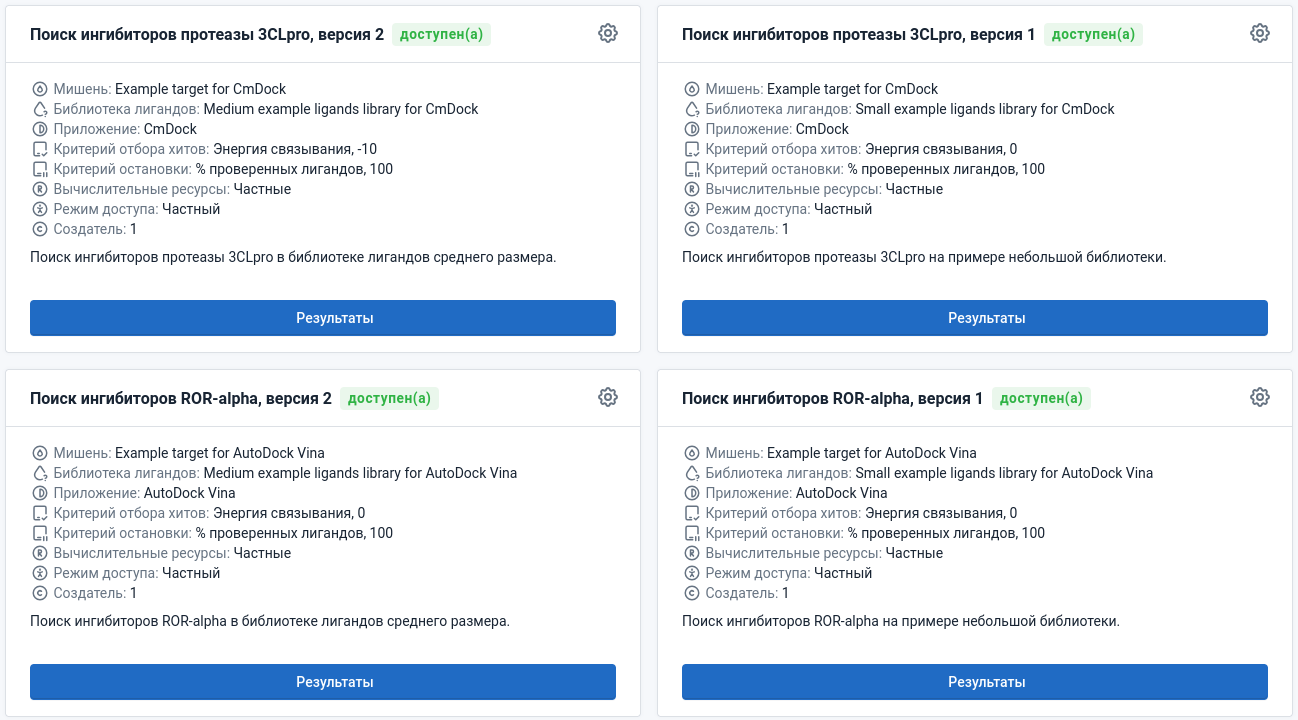 Поиск ингибиторов протеазы 3CLpro, версия 2 доступен(а)
Мишень: Example target for CmDock
Библиотека лигандов: Medium example ligands library for CmDock
Приложение: CmDock
Критерий отбора хитов: Энергия связывания, -10
Критерий остановки: % проверенных лигандов, 100
Вычислительные ресурсы: Частные
Режим доступа: Частный
Создатель: 1
Поиск ингибиторов протеазы 3CLpro в библиотеке лигандов среднего размера.
Результаты
Поиск ингибиторов протеазы 3CLpro, версия 1 доступен(а)
Мишень: Example target for CmDock
Библиотека лигандов: Small example ligands library for CmDock
Приложение: CmDock
Критерий отбора хитов: Энергия связывания, 0
Критерий остановки: % проверенных лигандов, 100
Вычислительные ресурсы: Частные
Режим доступа: Частный
Создатель: 1
Поиск ингибиторов протеазы 3CLpro на примере небольшой библиотеки.
Результаты
Поиск ингибиторов ROR-alpha, версия 2 доступен(а)
Мишень: Example target for AutoDock Vina
Библиотека лигандов: Medium example ligands library for AutoDock Vina
Приложение: AutoDock Vina
Критерий отбора хитов: Энергия связывания, 0
Критерий остановки: % проверенных лигандов, 100
Вычислительные ресурсы: Частные
Режим доступа: Частный
Создатель: 1
Поиск ингибиторов ROR-alpha в библиотеке лигандов среднего размера.
Результаты
Поиск ингибиторов ROR-alpha, версия 1 доступен(а)
Мишень: Example target for AutoDock Vina
Библиотека лигандов: Small example ligands library for AutoDock Vina
Приложение: AutoDock Vina
Критерий отбора хитов: Энергия связывания, 0
Критерий остановки: % проверенных лигандов, 100
Вычислительные ресурсы: Частные
Режим доступа: Частный
Создатель: 1
Поиск ингибиторов ROR-alpha на примере небольшой библиотеки.
Результаты